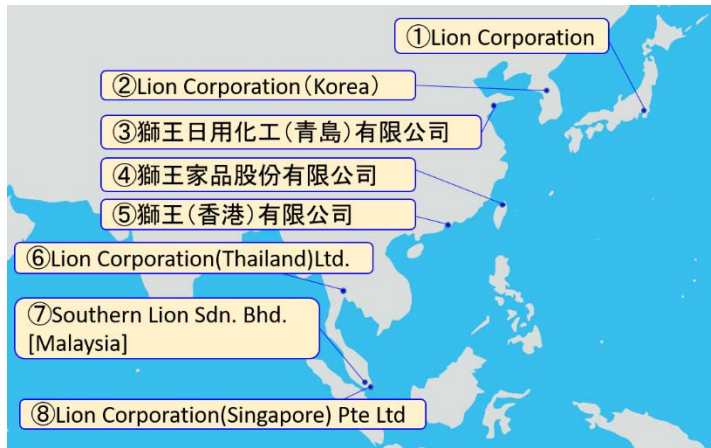 ①Lion Corporation
②Lion Corporation(Korea)
③獅王日用化工(青島)有限公司
④獅王家品股份有限公司
⑤獅王(香港)有限公司
⑥Lion Corporation(Thailand)Ltd.
⑦Southern Lion Sdn. Bhd.
[Malaysia]
⑧Lion Corporation(Singapore) Pte Ltd